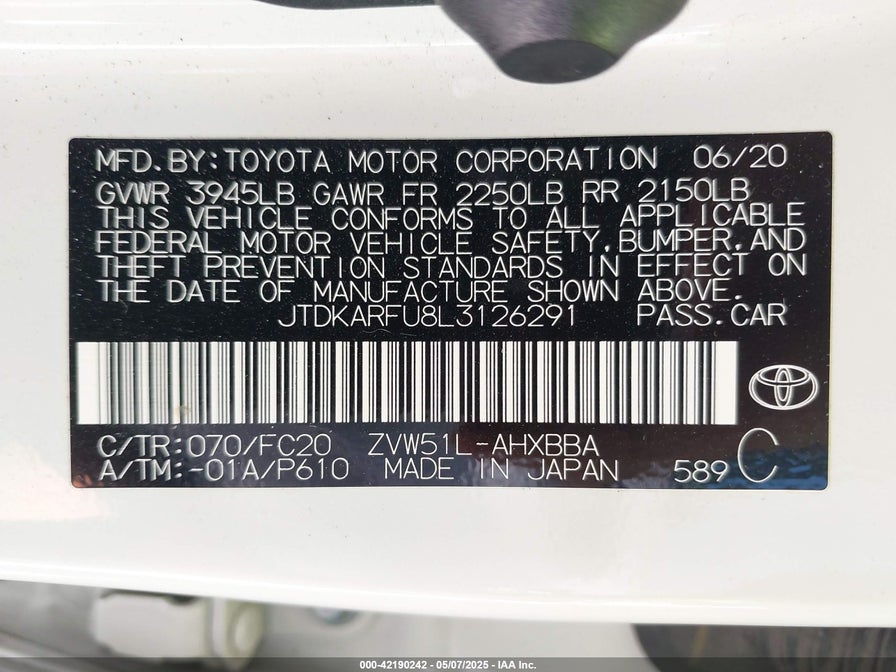 MFD.BY:TOYOTA MOTOR CORPORATION 06/20
GVWR 3945LB GAWR FR 2250LB RR 2150LB
THIS VEHICLE CONFORMS TO ALL APPLICABLE
FEDERAL MOTOR VEHICLE SAFETY,BUMPER,AND
THEFT PREVENTION STANDARDS IN EFFECT ON
THE DATE OF MANUFACTURE SHOWN ABOVE.
JTDKARFU8L3126291 PASS.CAR
C/TR:070/FC20 ZVW51L-AHXBBA
A/TM:-01A/P610 MADE IN JAPAN 589 C
000-42190242 - 05/07/2025 - IAA Inc.